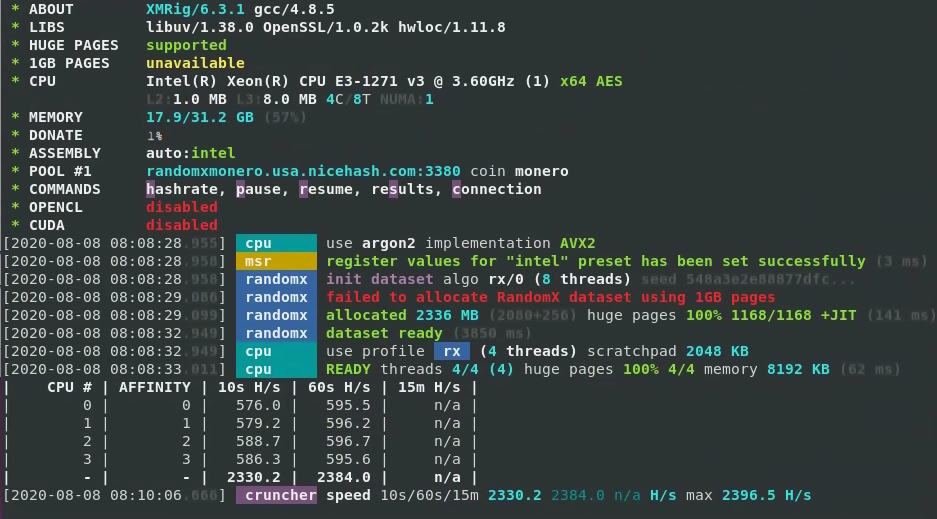 * ABOUT XMRig/6.3.1 gcc/4.8.5
* LIBS libuv/1.38.0 OpenSSL/1.0.2k hwloc/1.11.8
* HUGE PAGES supported
* 1GB PAGES unavailable
* CPU Intel(R) Xeon(R) CPU E3-1271 v3 @ 3.60GHz (1) x64 AES
L2:1.0 MB L3:8.0 MB 4C/8T NUMA:1
* MEMORY 17.9/31.2 GB (57%)
* DONATE 1%
* ASSEMBLY auto:intel
* POOL #1 randomxmonero.usa.nicehash.com:3380 coin monero
* COMMANDS hashrate, pause, resume, results, connection
* OPENCL disabled
* CUDA disabled
[2020-08-08 08:08:28.955] cpu use argon2 implementation AVX2
[2020-08-08 08:08:28.958] msr register values for "intel" preset has been set successfully (3 ms)
[2020-08-08 08:08:28.958] randomx init dataset algo rx/0 (8 threads) seed 548a3e2e88877dfc...
[2020-08-08 08:08:29.086] randomx failed to allocate RandomX dataset using 1GB pages
[2020-08-08 08:08:29.099] randomx allocated 2336 MB (2080+256) huge pages 100% 1168/1168 +JIT (141 ms)
[2020-08-08 08:08:32.949] randomx dataset ready (3850 ms)
[2020-08-08 08:08:32.949] cpu use profile rx (4 threads) scratchpad 2048 KB
[2020-08-08 08:08:33.011] cpu READY threads 4/4 (4) huge pages 100% 4/4 memory 8192 KB (62 ms)
| CPU # | AFFINITY | 10s H/s | 60s H/s | 15m H/s |
| 0 | 0 | 576.0 | 595.5 | n/a |
| 1 | 1 | 579.2 | 596.2 | n/a |
| 2 | 2 | 588.7 | 596.7 | n/a |
| 3 | 3 | 586.3 | 595.6 | n/a |
| - | - | 2330.2 | 2384.0 | n/a |
[2020-08-08 08:10:06.666] cruncher speed 10s/60s/15m 2330.2 2384.0 n/a H/s max 2396.5 H/s